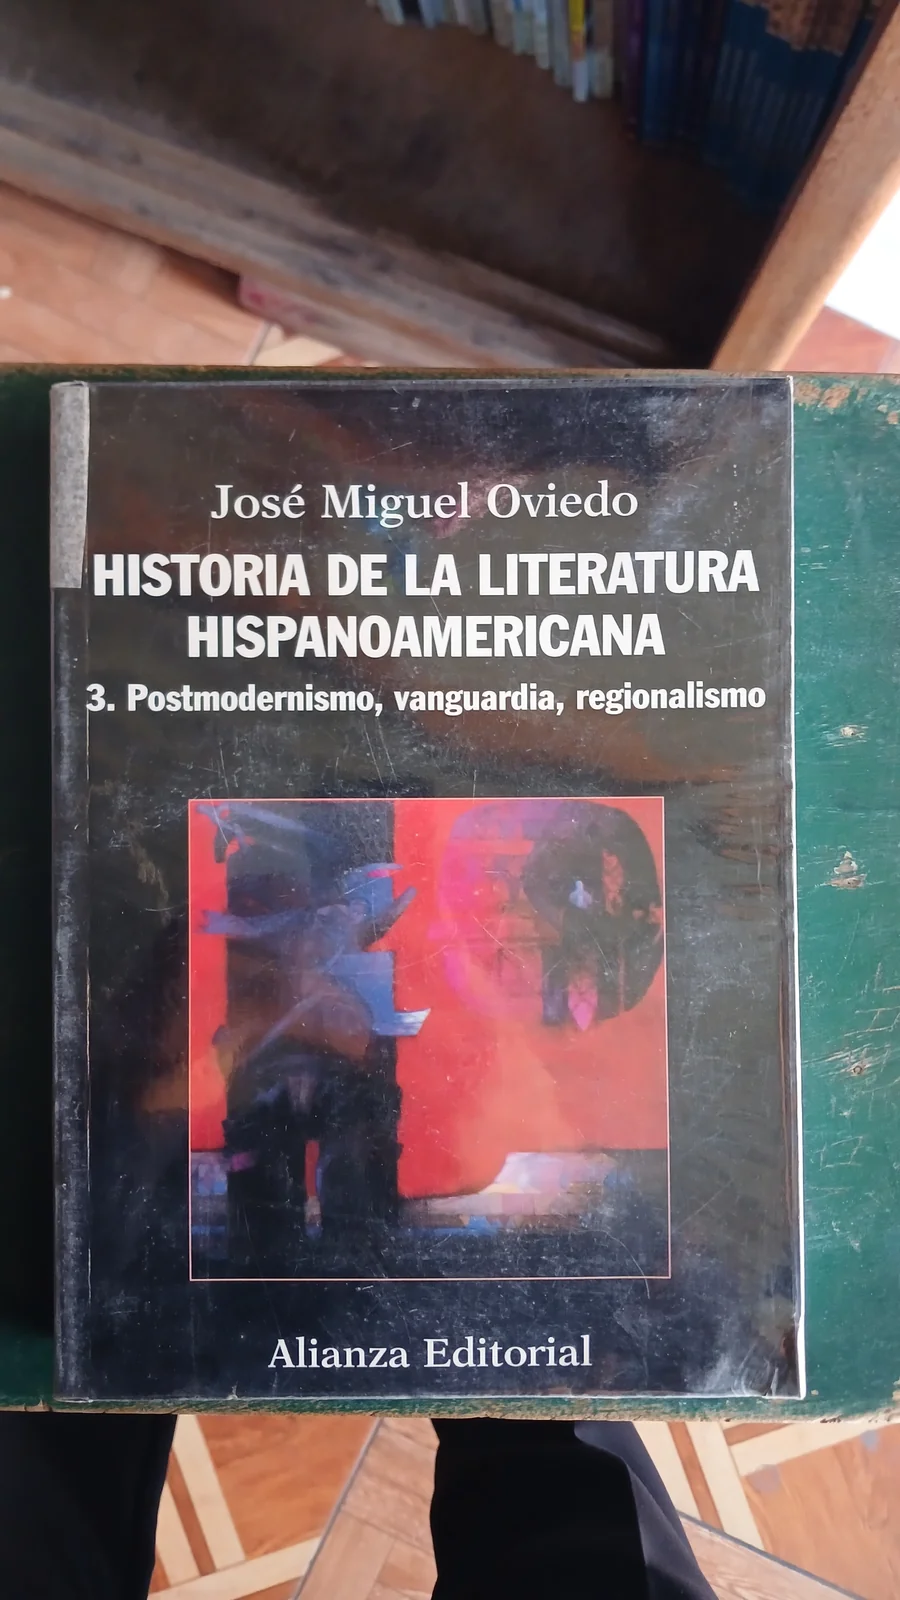 José Miguel Oviedo
HISTORIA DE LA LITERATURA
HISPANOAMERICANA
3. Postmodernismo, vanguardia, regionalismo
Alianza Editorial